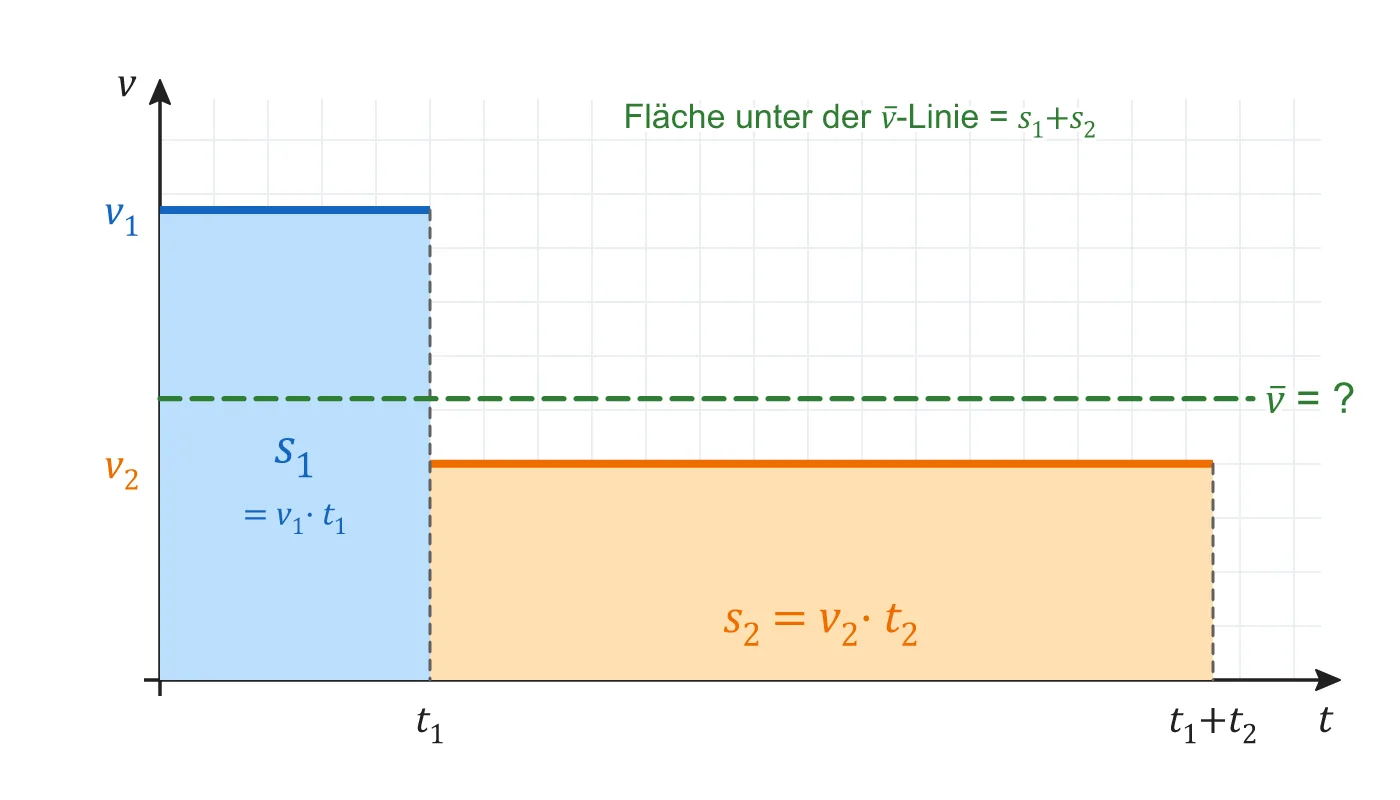 v
Fläche unter der v̄-Linie = s₁+s₂
v₁
v̄ = ?
s₁
v₂
= v₁· t₁
s₂ = v₂· t₂
t₁
t₁+t₂
t